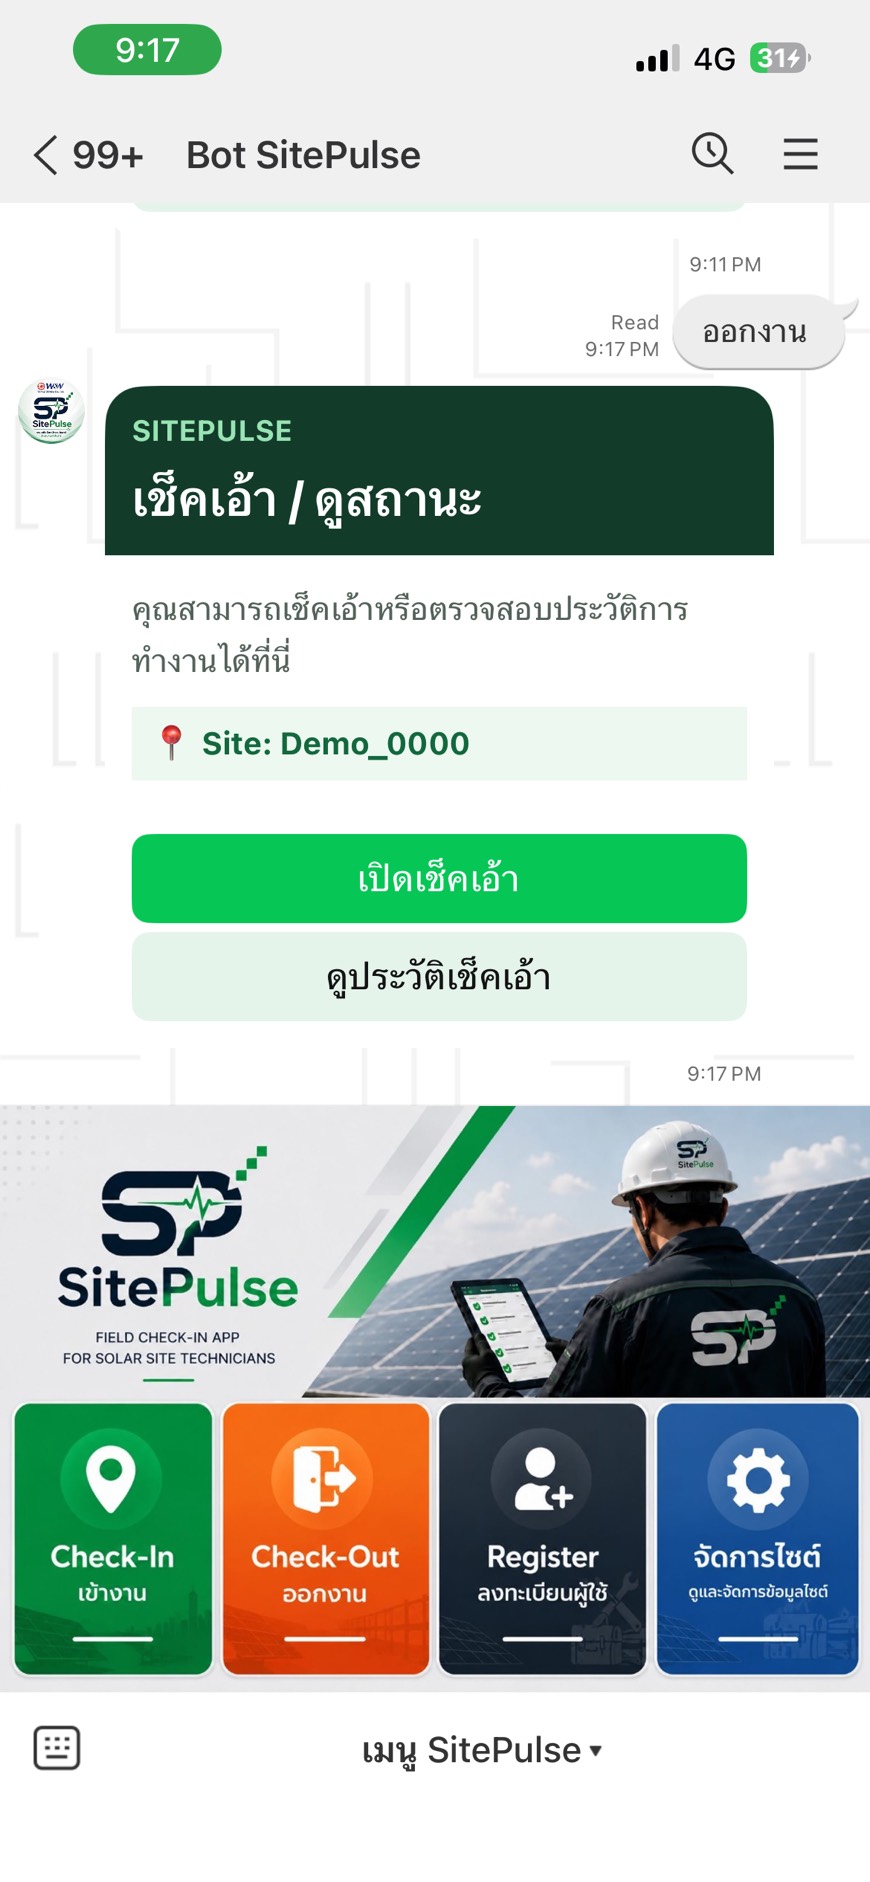 9:17
4G
31
99+
Bot SitePulse
9:11 PM
ออกงาน
Read
9:17 PM
W&W
SP
SitePulse
SITEPULSE
เช็คเอ้า / ดูสถานะ
คุณสามารถเช็คเอ้าหรือตรวจสอบประวัติการ
ทำงานได้ที่นี่
Site: Demo_0000
เปิดเช็คเอ้า
ดูประวัติเช็คเอ้า
9:17 PM
SP
SitePulse
FIELD CHECK-IN APP
FOR SOLAR SITE TECHNICIANS
SP
SitePulse
SP
Check-In
เข้างาน
Check-Out
ออกงาน
Register
ลงทะเบียนผู้ใช้
จัดการไซต์
ดูและจัดการข้อมูลไซต์
เมนู SitePulse